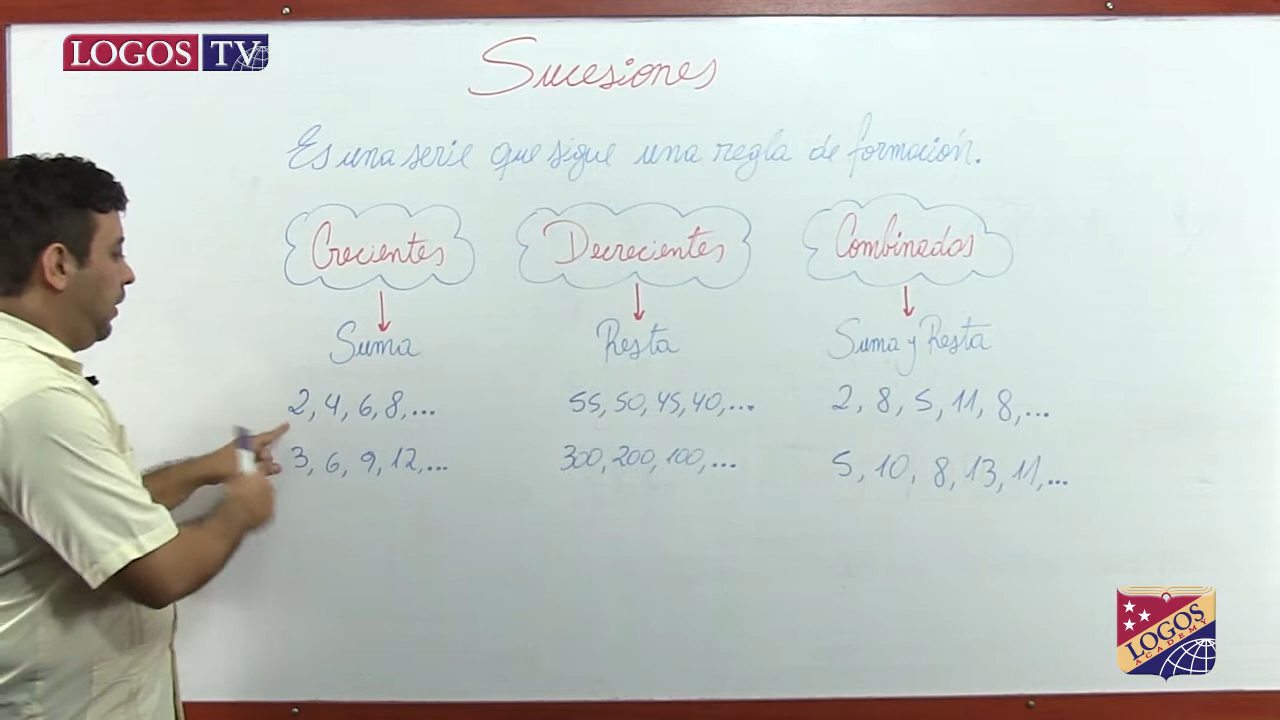 LOGOS TV
Sucesiones
Es una serie que sigue una regla de formación.
Crecientes
Suma
2, 4, 6, 8, ...
3, 6, 9, 12, ...
Decrecientes
Resta
55, 50, 45, 40, ...
300, 200, 100, ...
Combinadas
Suma y Resta
2, 8, 5, 11, 8, ...
5, 10, 8, 13, 11, ...
LOGOS
ACADEMY